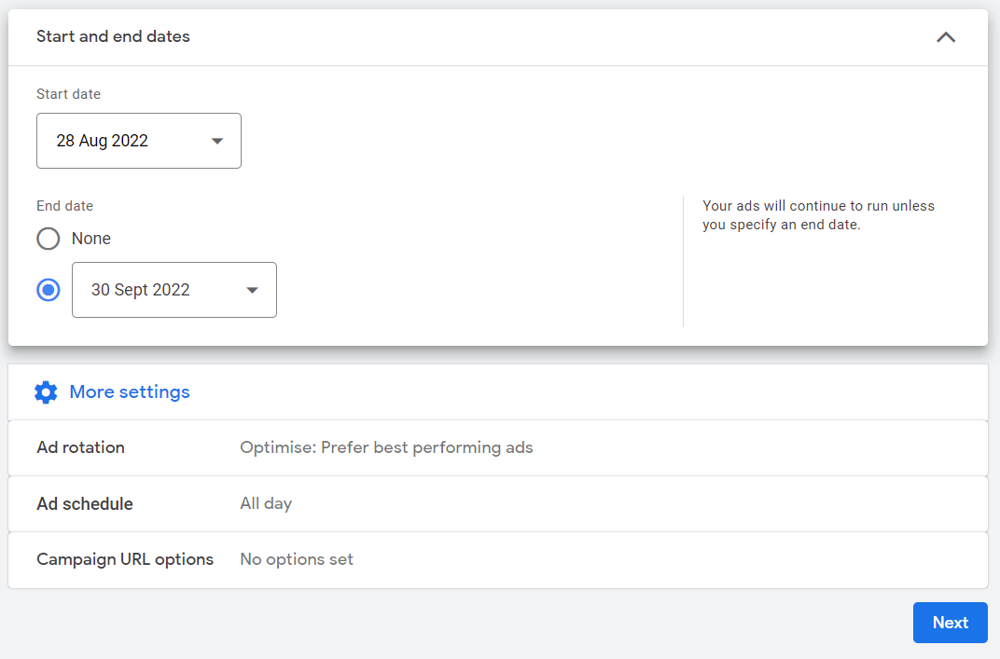 Start and end dates
Start date
28 Aug 2022
End date
None
30 Sept 2022
Your ads will continue to run unless
you specify an end date.
More settings
Ad rotation Optimise: Prefer best performing ads
Ad schedule All day
Campaign URL options No options set
Next